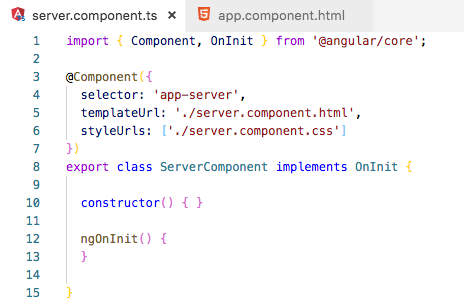 server.component.ts app.component.html
1 import { Component, OnInit } from '@angular/core';
2
3 @Component({
4   selector: 'app-server',
5   templateUrl: './server.component.html',
6   styleUrls: ['./server.component.css']
7 })
8 export class ServerComponent implements OnInit {
9
10   constructor() { }
11
12   ngOnInit() {
13   }
14
15 }